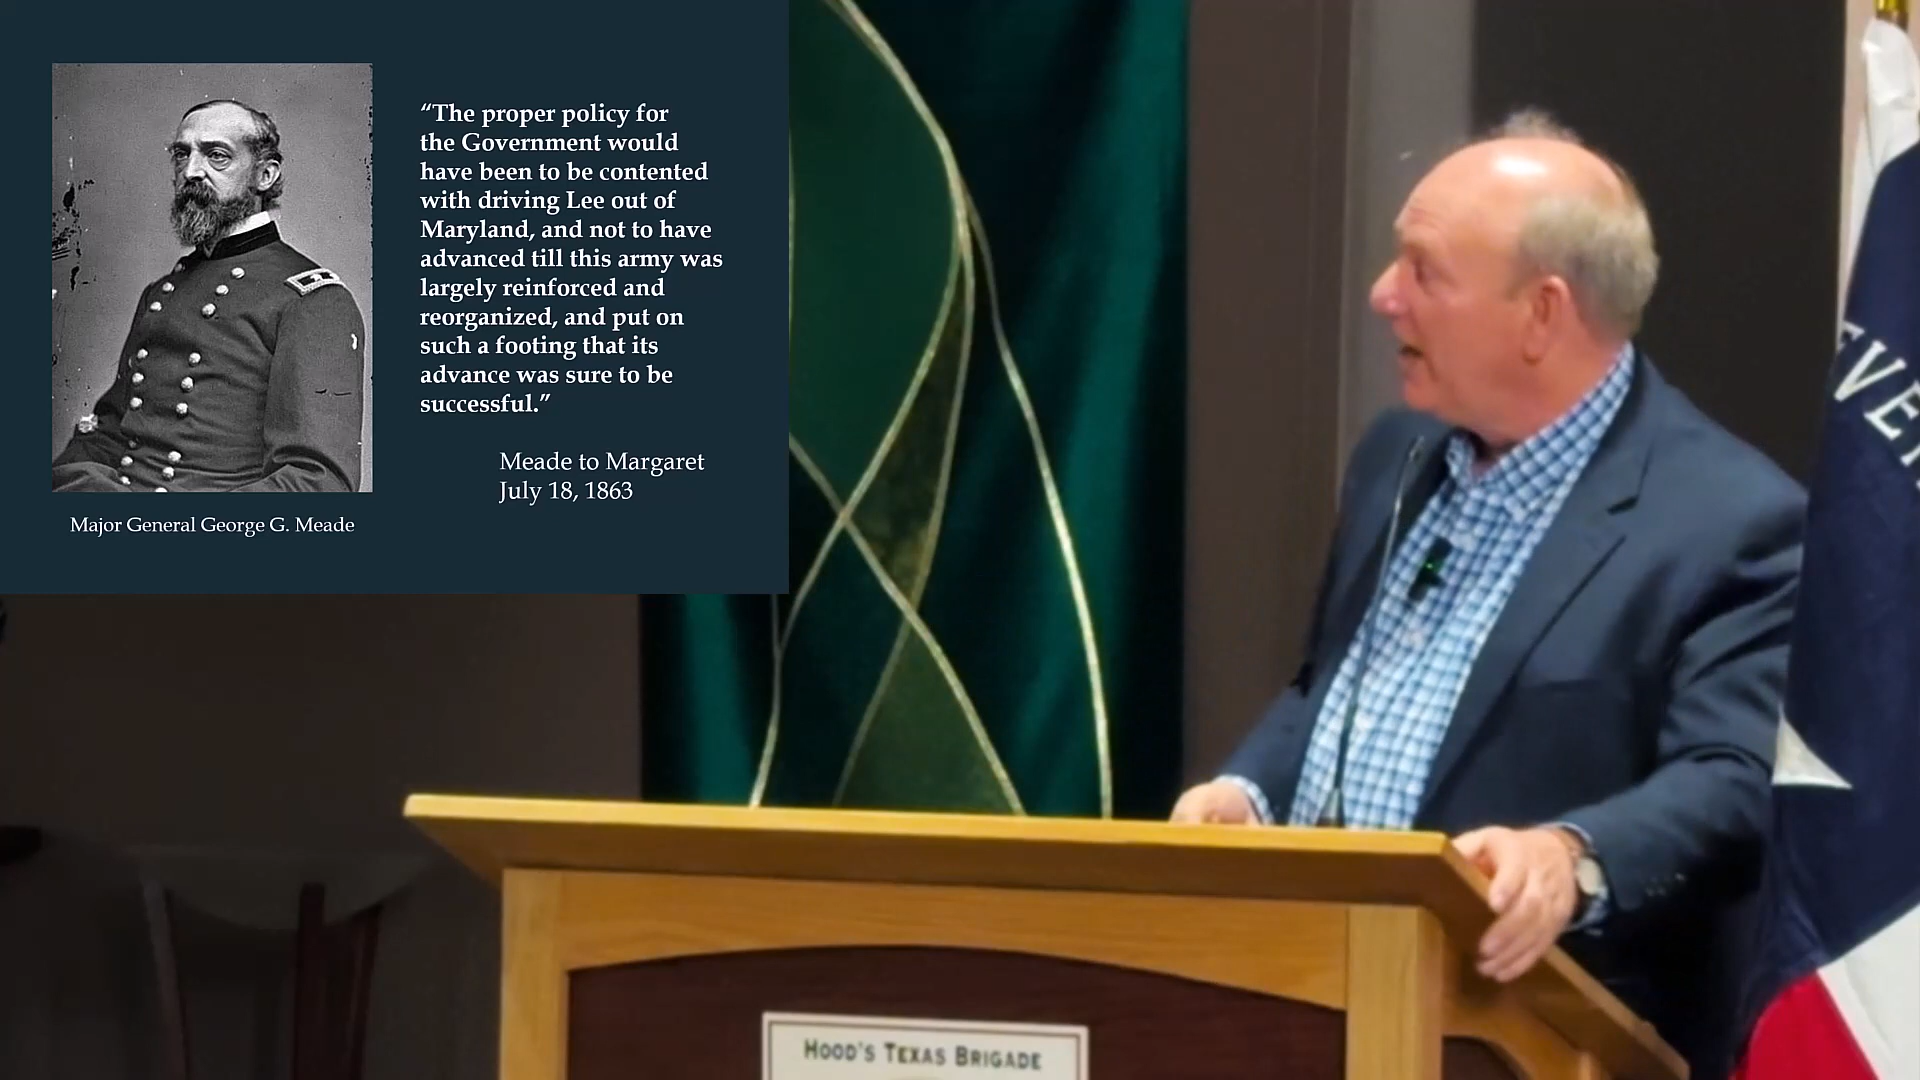 “The proper policy for
the Government would
have been to be contented
with driving Lee out of
Maryland, and not to have
advanced till this army was
largely reinforced and
reorganized, and put on
such a footing that its
advance was sure to be
successful.”
Meade to Margaret
July 18, 1863
Major General George G. Meade
HOOD'S TEXAS BRIGADE